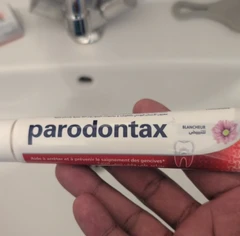 parodontax
BLANCHEUR
Aide à arrêter et à prévenir le saignement des gencives*